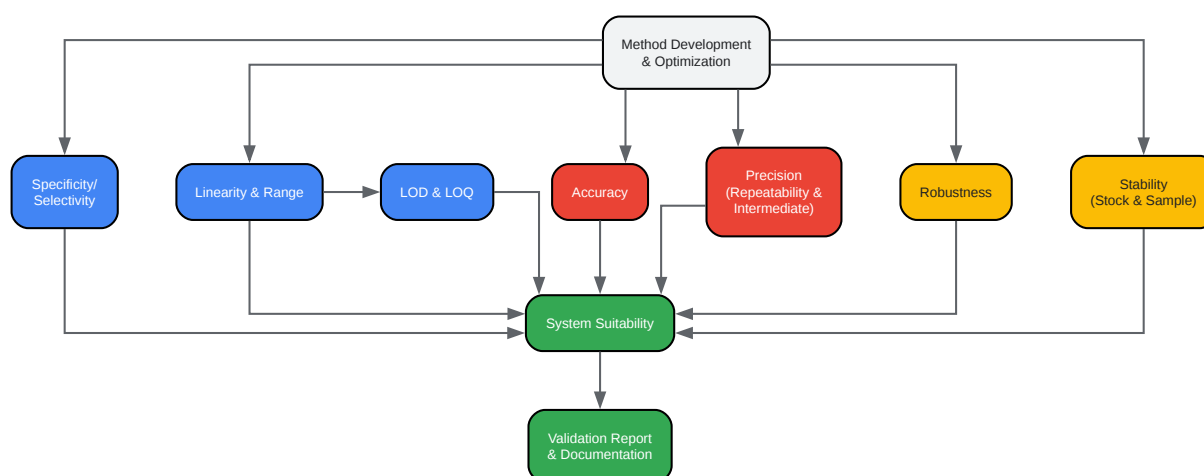 Method Development
& Optimization
Specificity/
Selectivity
Linearity & Range
LOD & LOQ
Accuracy
Precision
(Repeatability &
Intermediate)
Robustness
Stability
(Stock & Sample)
System Suitability
Validation Report
& Documentation